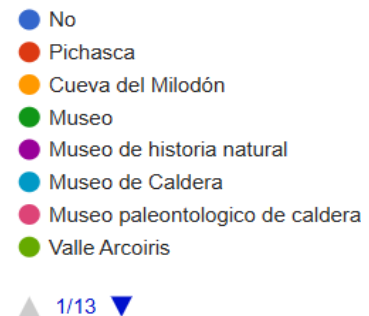 No
Pichasca
Cueva del Milodón
Museo
Museo de historia natural
Museo de Caldera
Museo paleontologico de caldera
Valle Arcoiris
1/13